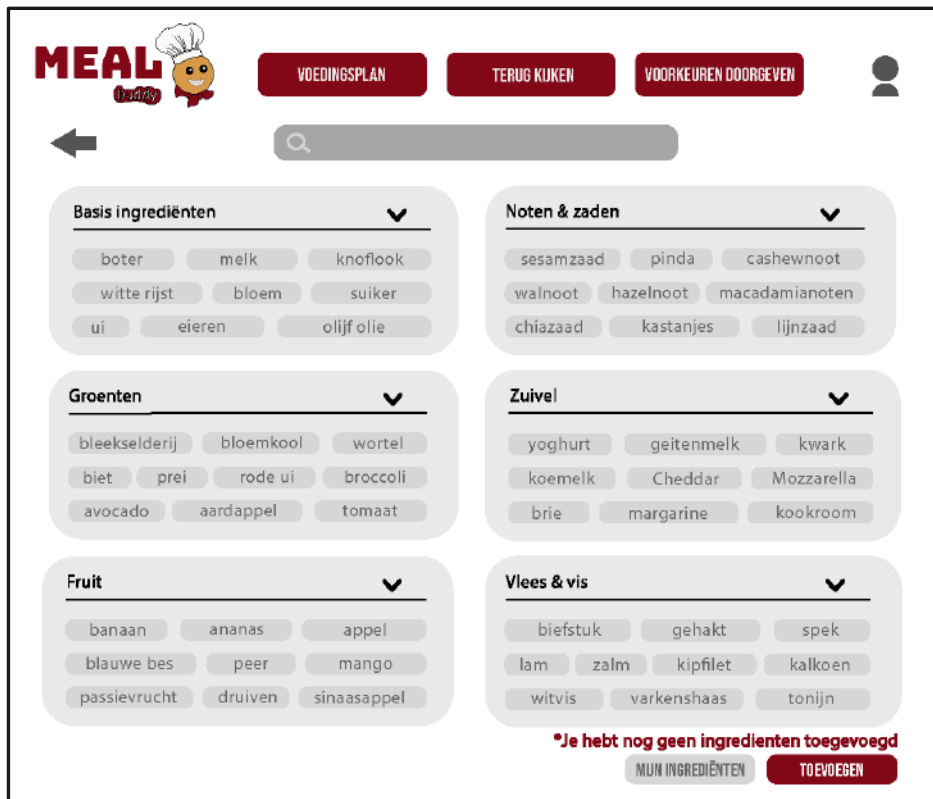 MEAL
buddy
VOEDINGSPLAN
TERUG KIJKEN
VOORKEUREN DOORGEVEN
Basis ingrediënten
boter melk knoflook
witte rijst bloem suiker
ui eieren olijf olie
Noten & zaden
sesamzaad pinda cashewnoot
walnoot hazelnoot macadamianoten
chiazaad kastanjes lijnzaad
Groenten
bleekselderij bloemkool wortel
biet prei rode ui broccoli
avocado aardappel tomaat
Zuivel
yoghurt geitenmelk kwark
koemelk Cheddar Mozzarella
brie margarine kookroom
Fruit
banaan ananas appel
blauwe bes peer mango
passievrucht druiven sinaasappel
Vlees & vis
biefstuk gehakt spek
lam zalm kipfilet kalkoen
witvis varkenshaas tonijn
*Je hebt nog geen ingredienten toegevoegd
MIJN INGREDIËNTEN
TOEVOEGEN